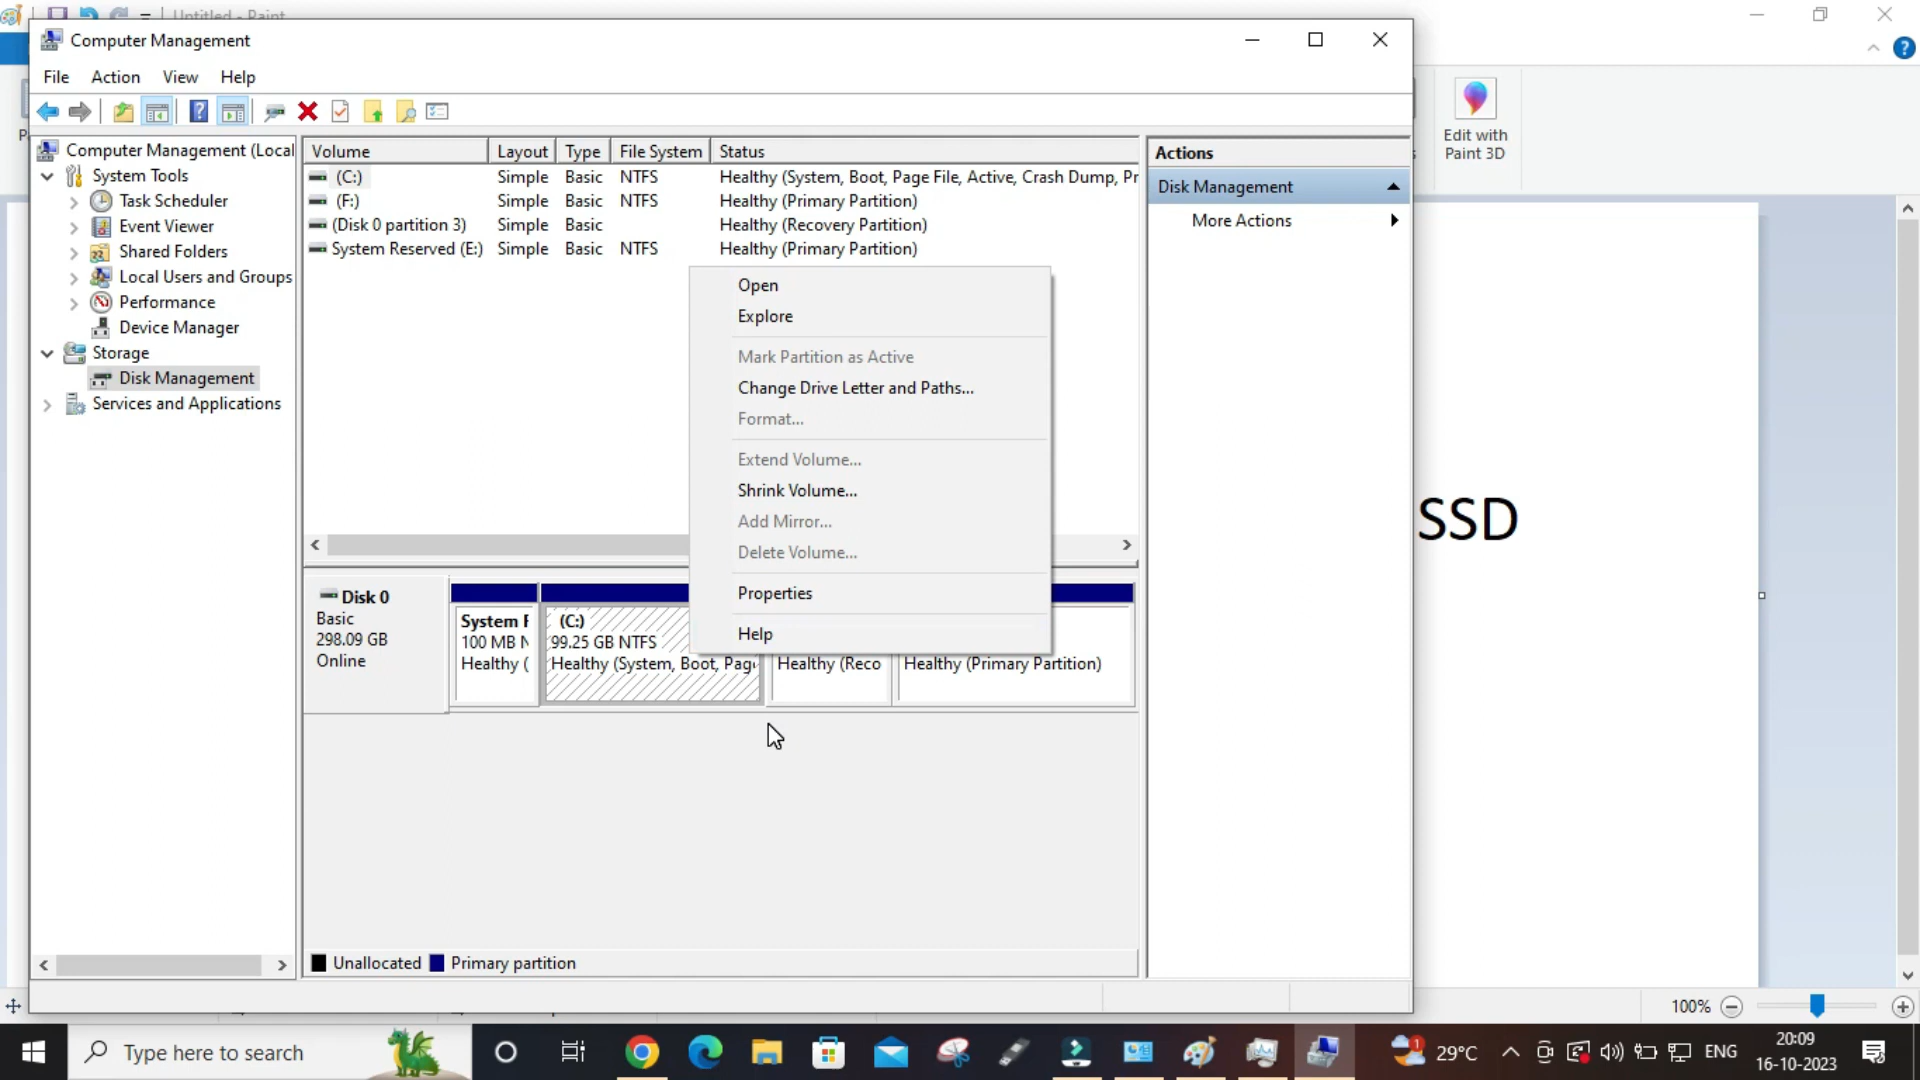 Untitled - Paint
Computer Management
File Action View Help
Computer Management (Local
System Tools
Task Scheduler
Event Viewer
Shared Folders
Local Users and Groups
Performance
Device Manager
Storage
Disk Management
Services and Applications
Volume Layout Type File System Status
(C:) Simple Basic NTFS Healthy (System, Boot, Page File, Active, Crash Dump, Pr
(F:) Simple Basic NTFS Healthy (Primary Partition)
(Disk 0 partition 3) Simple Basic Healthy (Recovery Partition)
System Reserved (E:) Simple Basic NTFS Healthy (Primary Partition)
Open
Explore
Mark Partition as Active
Change Drive Letter and Paths...
Format...
Extend Volume...
Shrink Volume...
Add Mirror...
Delete Volume...
Properties
Help
Disk 0
Basic
298.09 GB
Online
System R
100 MB N
Healthy (
(C:)
99.25 GB NTFS
Healthy (System, Boot, Pag
Healthy (Reco
Healthy (Primary Partition)
Unallocated Primary partition
Actions
Disk Management
More Actions
Edit with
Paint 3D
SSD
100%
Type here to search
1
29°C
ENG
20:09
16-10-2023